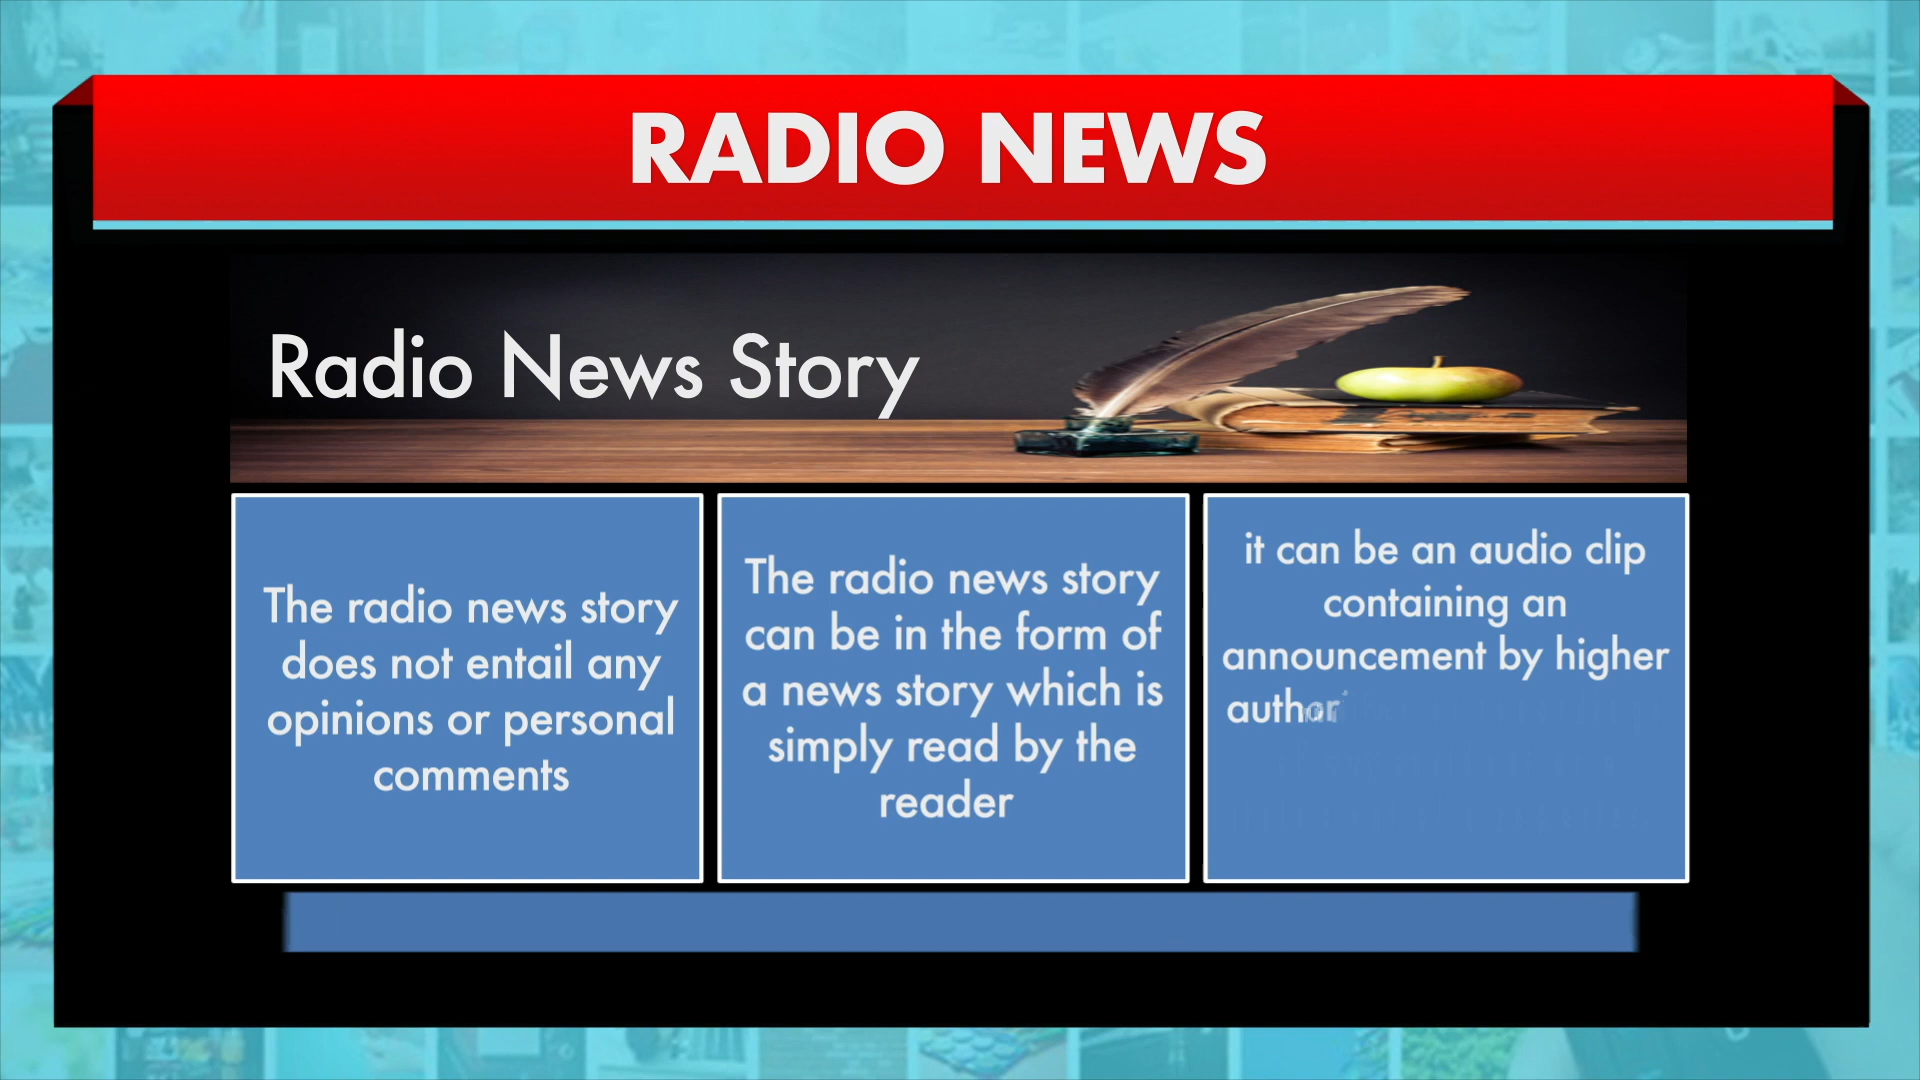 RADIO NEWS
Radio News Story
The radio news story
does not entail any
opinions or personal
comments
The radio news story
can be in the form of
a news story which is
simply read by the
reader
it can be an audio clip
containing an
announcement by higher